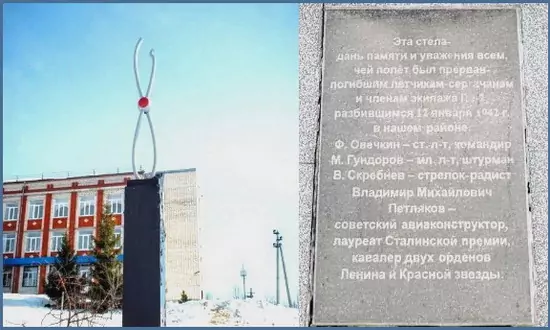 Эта стела-
дань памяти и уважения всем,
чей полёт был прерван-
погибшим летчикам-сергачанам
и членам экипажа
разбившимся 12 января 1942 г.
в нашем районе:
Ф. Овечкин – ст. л-т, командир
М. Гундоров – мл. л-т, штурман
В. Скребнев – стрелок-радист
Владимир Михайлович
Петляков –
советский авиаконструктор,
лауреат Сталинской премии,
кавалер двух орденов
Ленина и Красной звезды.